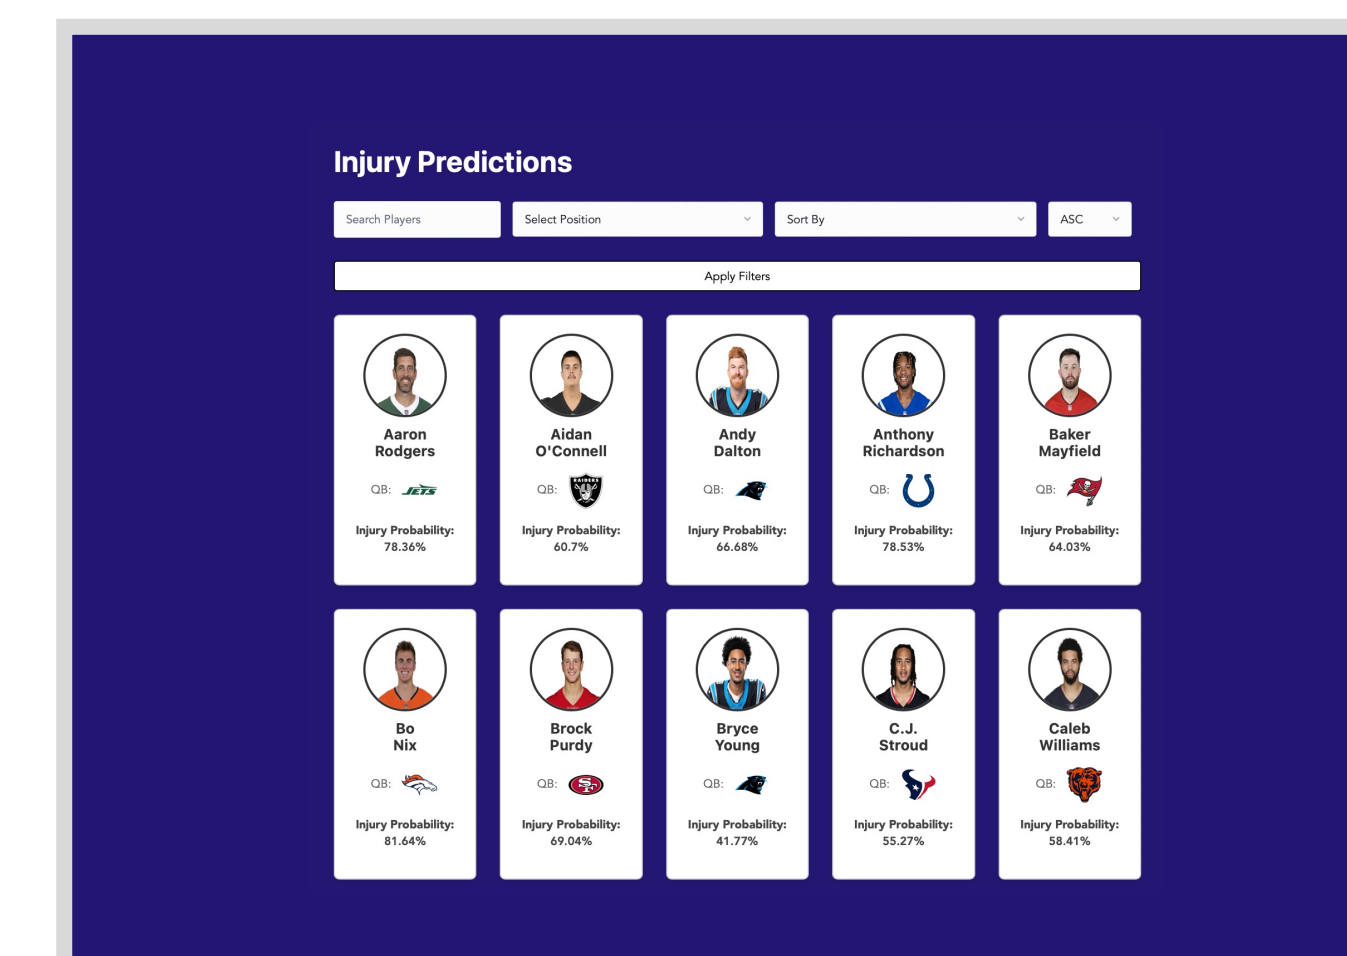 Injury Predictions
Search Players
Select Position
Sort By
ASC
Apply Filters
Aaron
Rodgers
QB: JETS
Injury Probability:
78.36%
Aidan
O'Connell
QB: RAIDERS
Injury Probability:
60.7%
Andy
Dalton
QB:
Injury Probability:
66.68%
Anthony
Richardson
QB:
Injury Probability:
78.53%
Baker
Mayfield
QB:
Injury Probability:
64.03%
Bo
Nix
QB:
Injury Probability:
81.64%
Brock
Purdy
QB: SF
Injury Probability:
69.04%
Bryce
Young
QB:
Injury Probability:
41.77%
C.J.
Stroud
QB:
Injury Probability:
55.27%
Caleb
Williams
QB:
Injury Probability:
58.41%